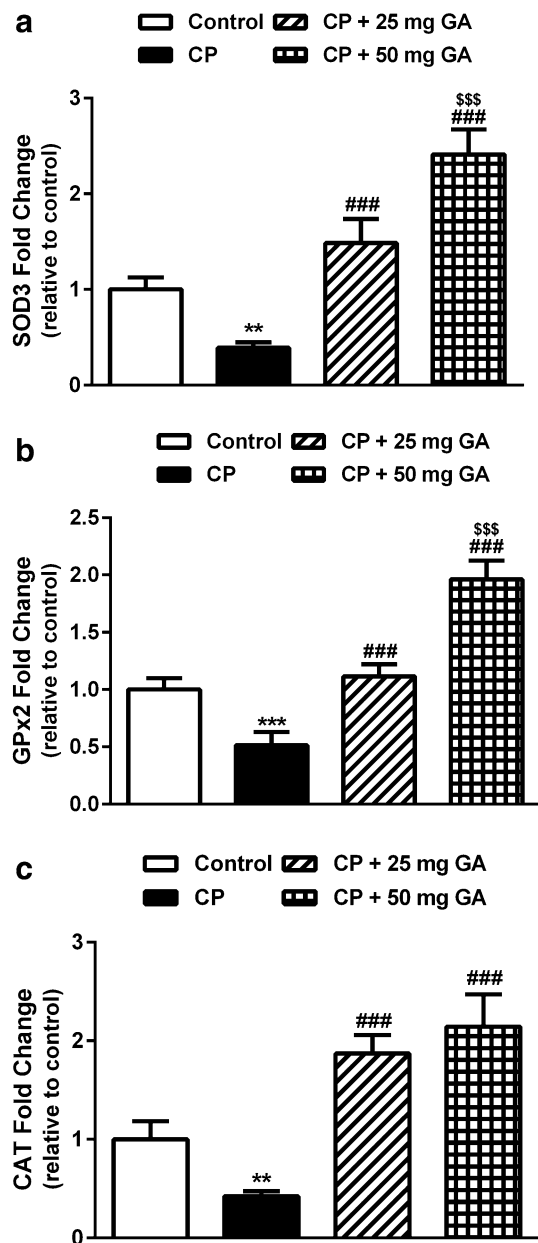 a
Control CP + 25 mg GA
CP CP + 50 mg GA
SOD3 Fold Change
(relative to control)
3
2
1
0
**
###
$$$
###
b
Control CP + 25 mg GA
CP CP + 50 mg GA
GPx2 Fold Change
(relative to control)
2.5
2.0
1.5
1.0
0.5
0.0
***
###
$$$
###
c
Control CP + 25 mg GA
CP CP + 50 mg GA
CAT Fold Change
(relative to control)
3
2
1
0
**
###
###